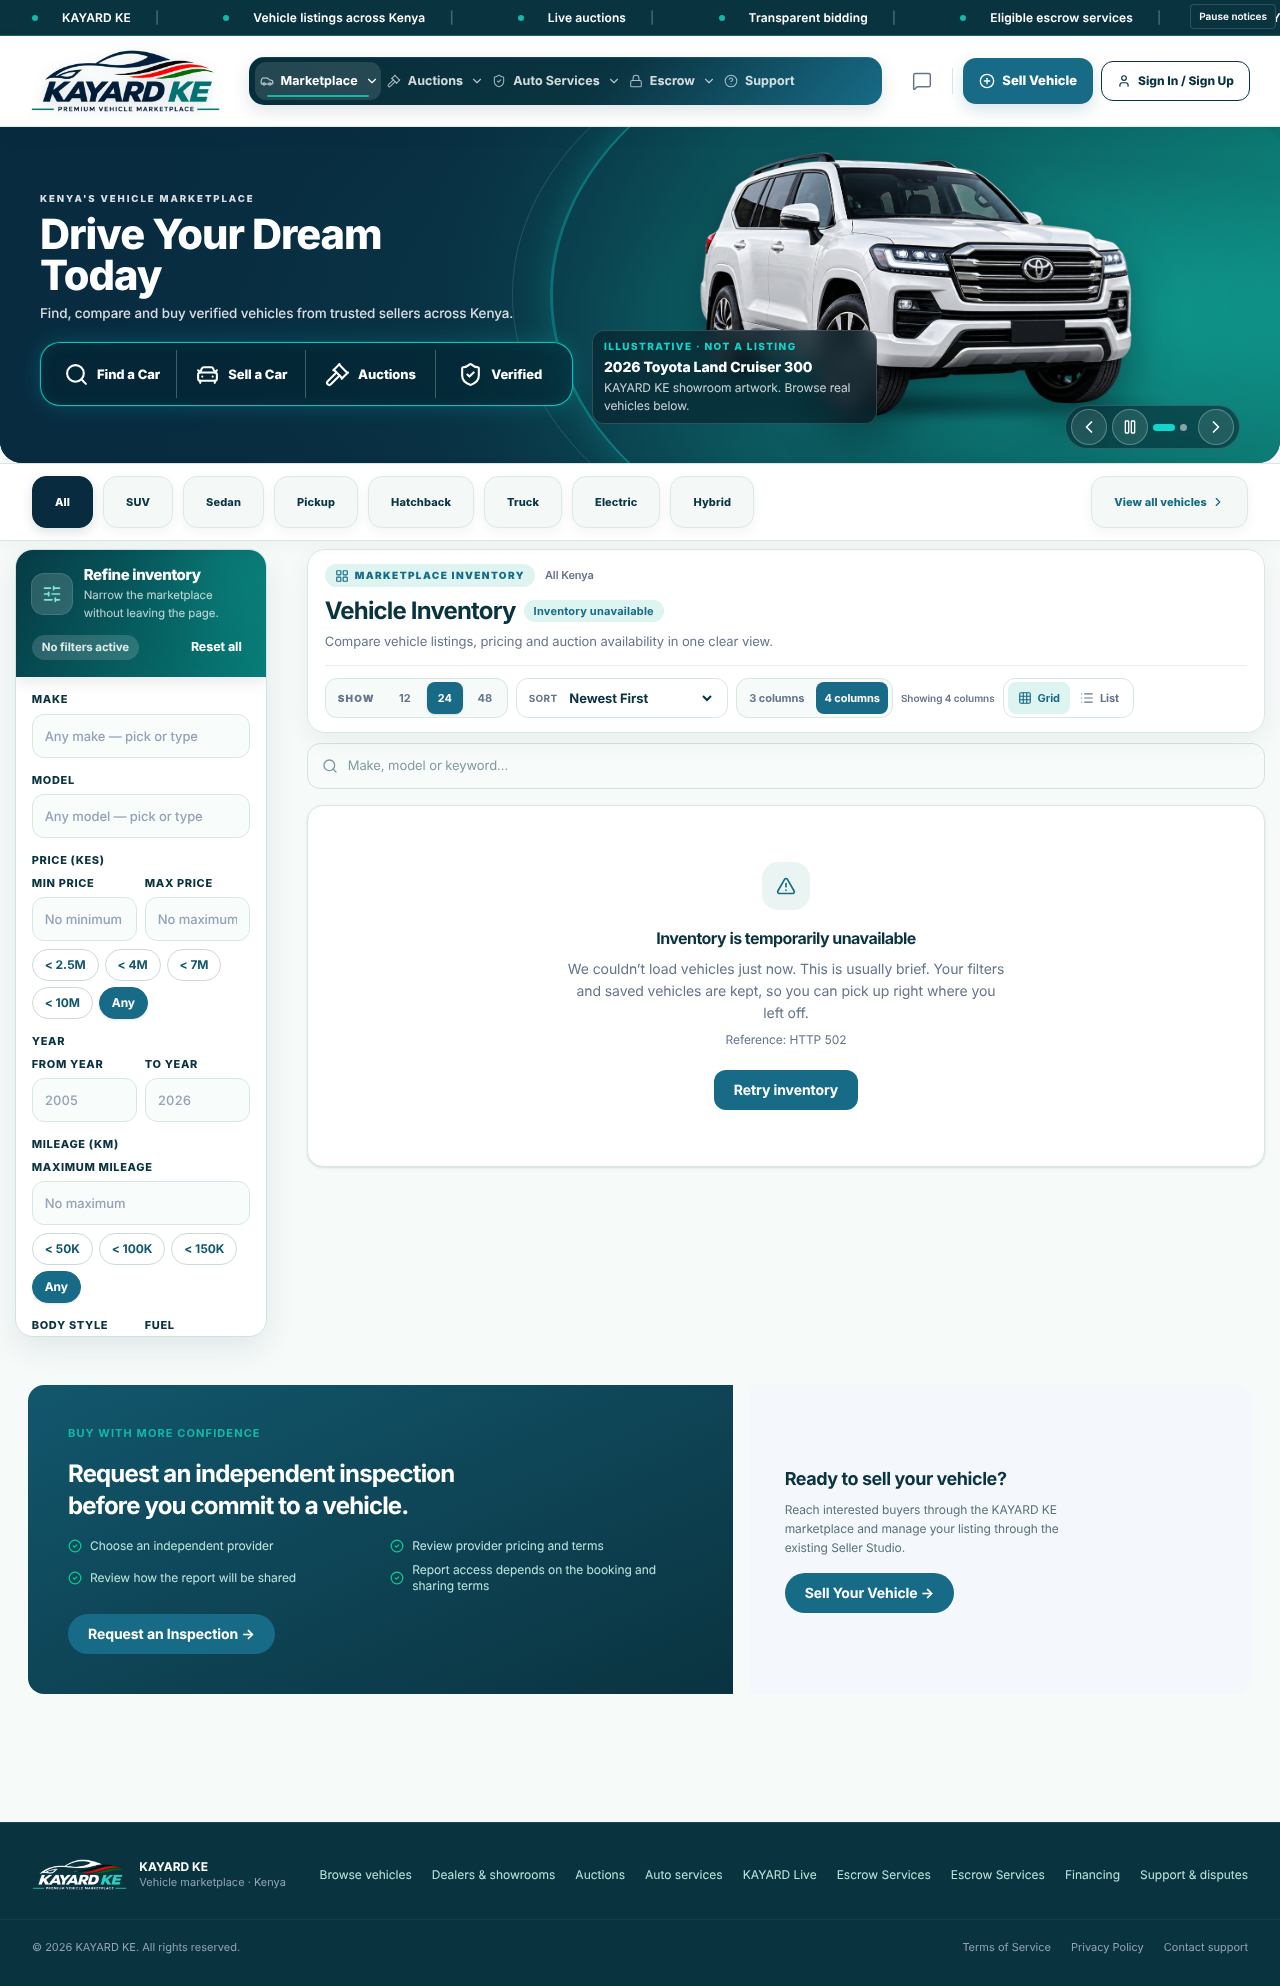 KAYARD KE
Vehicle listings across Kenya
Live auctions
Transparent bidding
Eligible escrow services
Pause notices
KAYARD KE
PREMIUM VEHICLE MARKETPLACE
Marketplace
Auctions
Auto Services
Escrow
Support
Sell Vehicle
Sign In / Sign Up
KENYA'S VEHICLE MARKETPLACE
Drive Your Dream
Today
Find, compare and buy verified vehicles from trusted sellers across Kenya.
Find a Car
Sell a Car
Auctions
Verified
ILLUSTRATIVE · NOT A LISTING
2026 Toyota Land Cruiser 300
KAYARD KE showroom artwork. Browse real
vehicles below.
All
SUV
Sedan
Pickup
Hatchback
Truck
Electric
Hybrid
View all vehicles
Refine inventory
Narrow the marketplace
without leaving the page.
No filters active
Reset all
MAKE
Any make — pick or type
MODEL
Any model — pick or type
PRICE (KES)
MIN PRICE
MAX PRICE
No minimum
No maximum
< 2.5M
< 4M
< 7M
< 10M
Any
YEAR
FROM YEAR
TO YEAR
2005
2026
MILEAGE (KM)
MAXIMUM MILEAGE
No maximum
< 50K
< 100K
< 150K
Any
BODY STYLE
FUEL
MARKETPLACE INVENTORY
All Kenya
Vehicle Inventory
Inventory unavailable
Compare vehicle listings, pricing and auction availability in one clear view.
SHOW
12
24
48
SORT
Newest First
3 columns
4 columns
Showing 4 columns
Grid
List
Make, model or keyword...
Inventory is temporarily unavailable
We couldn't load vehicles just now. This is usually brief. Your filters
and saved vehicles are kept, so you can pick up right where you
left off.
Reference: HTTP 502
Retry inventory
BUY WITH MORE CONFIDENCE
Request an independent inspection
before you commit to a vehicle.
Choose an independent provider
Review provider pricing and terms
Review how the report will be shared
Report access depends on the booking and
sharing terms
Request an Inspection →
Ready to sell your vehicle?
Reach interested buyers through the KAYARD KE
marketplace and manage your listing through the
existing Seller Studio.
Sell Your Vehicle →
KAYARD KE
PREMIUM VEHICLE MARKETPLACE
KAYARD KE
Vehicle marketplace · Kenya
Browse vehicles
Dealers & showrooms
Auctions
Auto services
KAYARD Live
Escrow Services
Escrow Services
Financing
Support & disputes
© 2026 KAYARD KE. All rights reserved.
Terms of Service
Privacy Policy
Contact support